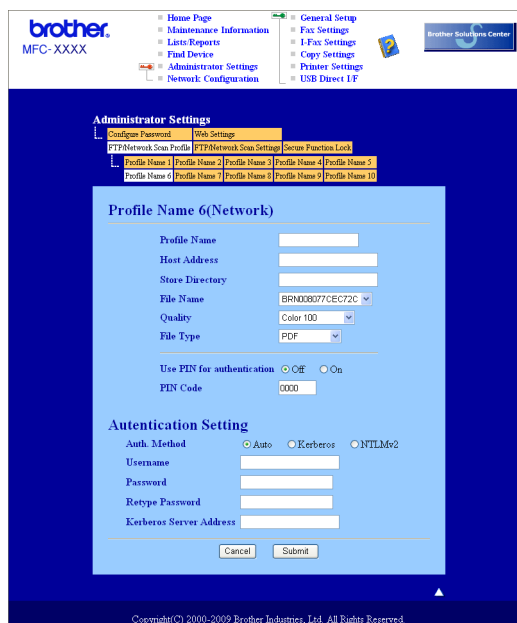 brother®
MFC-XXXX
Home Page
Maintenance Information
Lists/Reports
Find Device
Administrator Settings
Network Configuration
General Setup
Fax Settings
I-Fax Settings
Copy Settings
Printer Settings
USB Direct I/F
Brother Solutions Center
Administrator Settings
Configure Password Web Settings
FTP/Network Scan Profile FTP/Network Scan Settings Secure Function Lock
Profile Name 1 Profile Name 2 Profile Name 3 Profile Name 4 Profile Name 5
Profile Name 6 Profile Name 7 Profile Name 8 Profile Name 9 Profile Name 10
Profile Name 6(Network)
Profile Name
Host Address
Store Directory
File Name BRN008077CEC72C
Quality Color 100
File Type PDF
Use PIN for authentication Off On
PIN Code 0000
Autentication Setting
Auth. Method Auto Kerberos NTLMv2
Username
Password
Retype Password
Kerberos Server Address
Cancel Submit
Copyright(C) 2000-2009 Brother Industries, Ltd. All Rights Reserved.